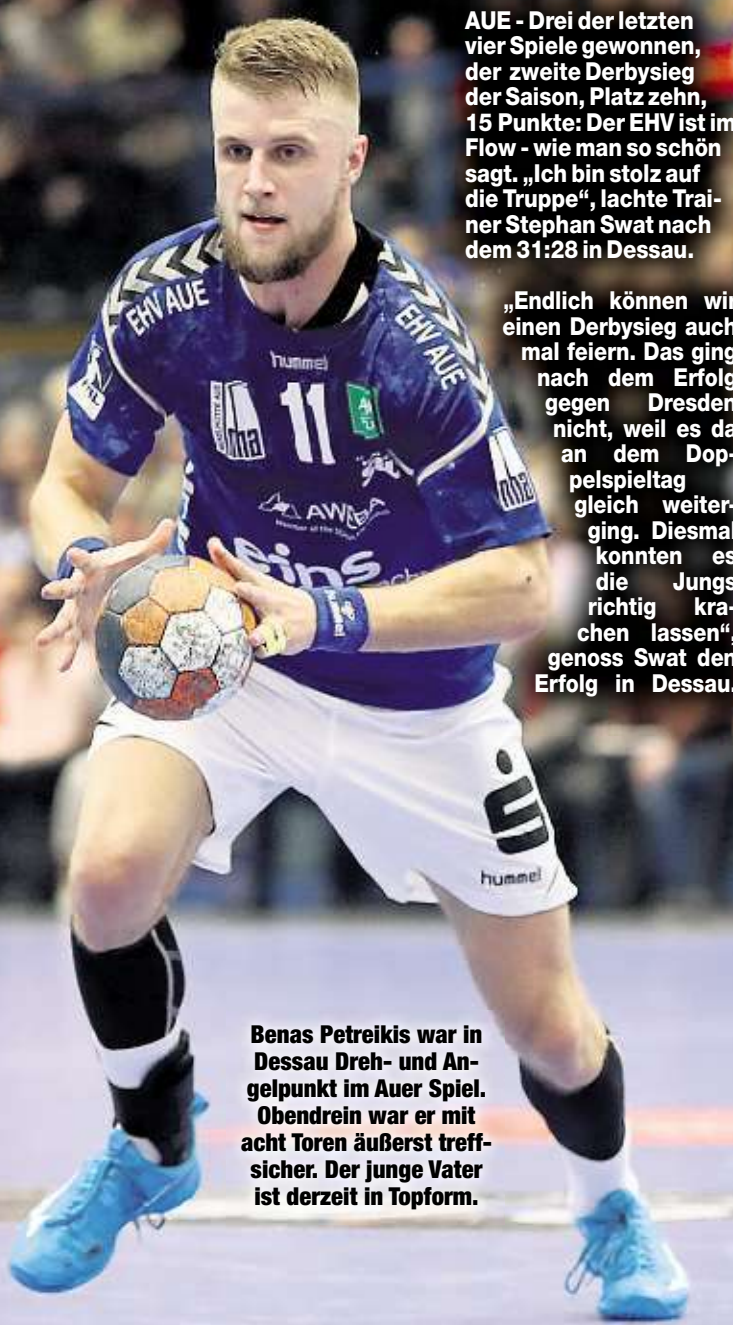 AUE - Drei der letzten
vier Spiele gewonnen,
der zweite Derbysieg
der Saison, Platz zehn,
15 Punkte: Der EHV ist im
Flow - wie man so schön
sagt. „Ich bin stolz auf
die Truppe“, lachte Trai-
ner Stephan Swat nach
dem 31:28 in Dessau.
„Endlich können wir
einen Derbysieg auch
mal feiern. Das ging
nach dem Erfolg
gegen Dresden
nicht, weil es da
an dem Dop-
pelspieltag
gleich weiter-
ging. Diesmal
konnten es
die Jungs
richtig kra-
chen lassen“,
genoss Swat den
Erfolg in Dessau.
EHV AUE
EHV AUE
hummel
11
eins
hummel
hummel
Benas Petreikis war in
Dessau Dreh- und An-
gelpunkt im Auer Spiel.
Obendrein war er mit
acht Toren äußerst treff-
sicher. Der junge Vater
ist derzeit in Topform.